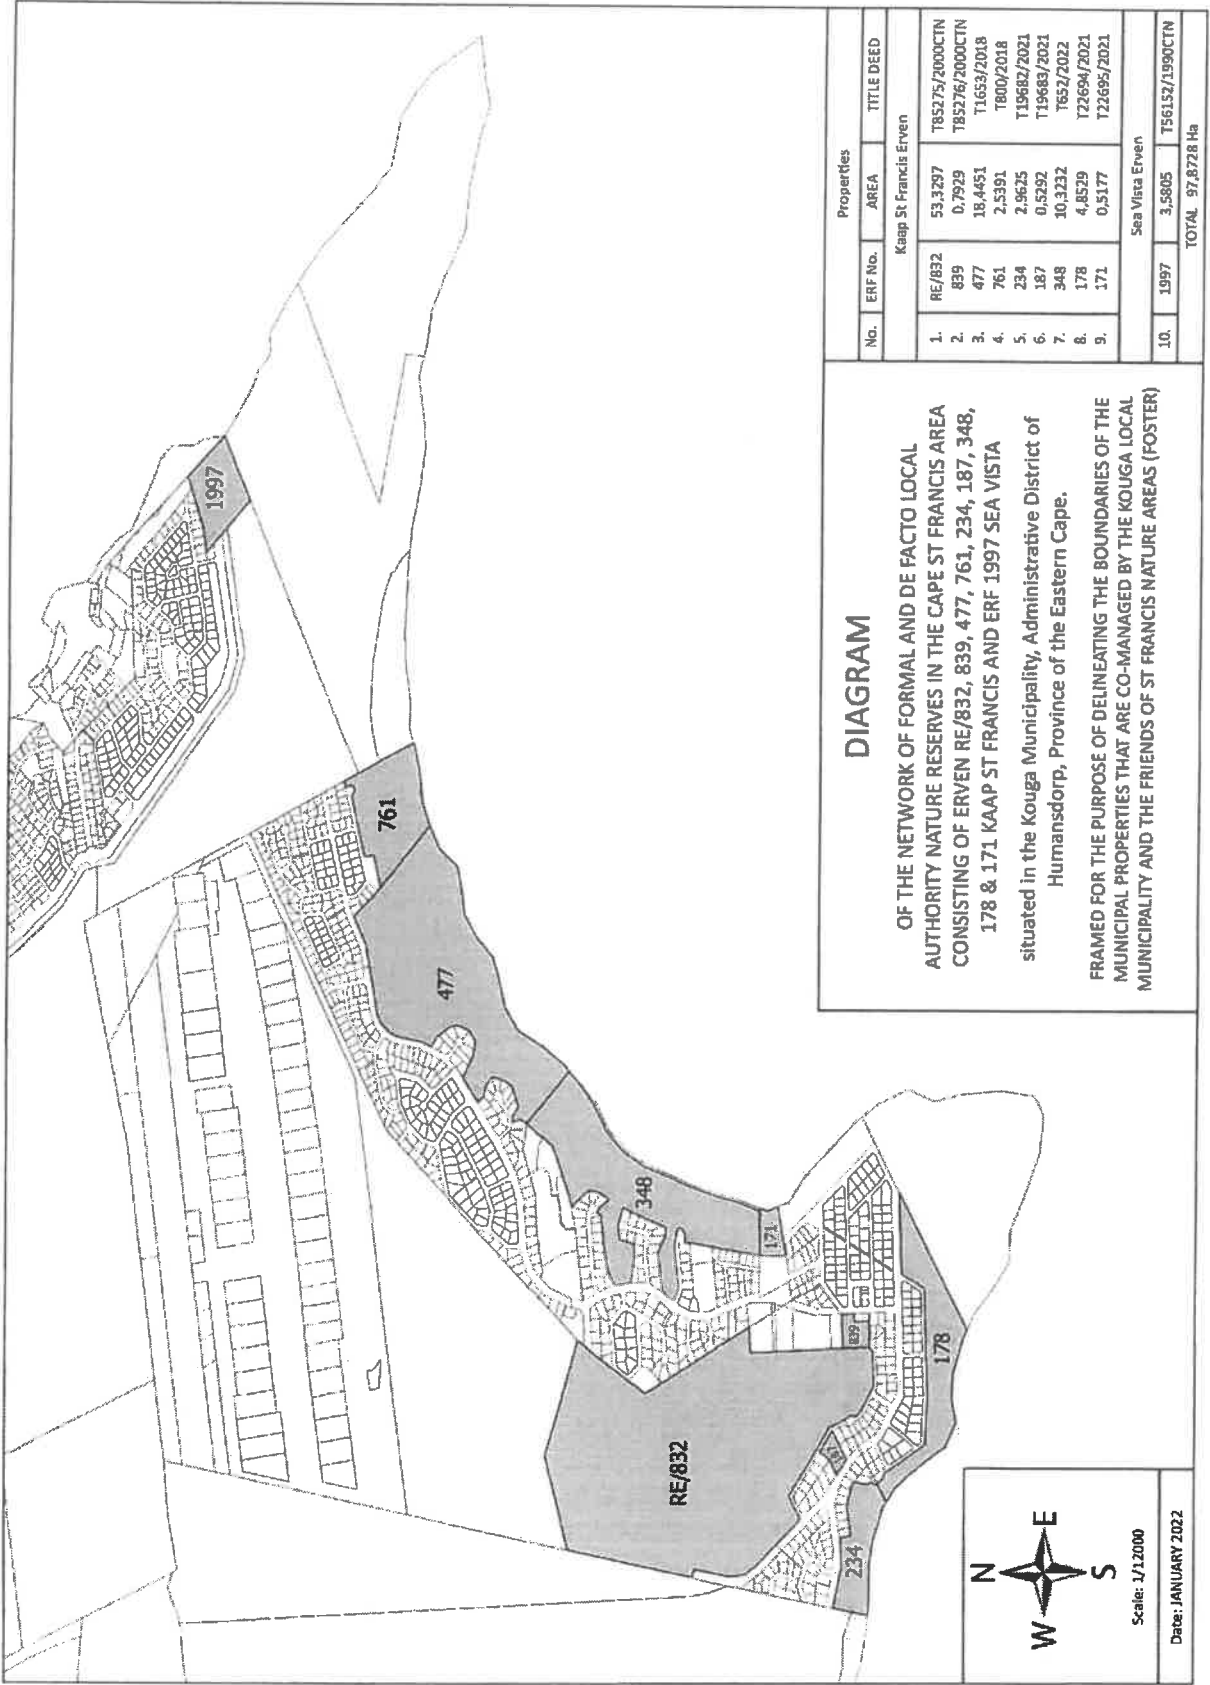 1997
761
477
348
171
839
RE/832
187
178
234
N
W E
S
Scale: 1/12000
Date: JANUARY 2022
DIAGRAM
OF THE NETWORK OF FORMAL AND DE FACTO LOCAL
AUTHORITY NATURE RESERVES IN THE CAPE ST FRANCIS AREA
CONSISTING OF ERVEN RE/832, 839, 477, 761, 234, 187, 348,
178 & 171 KAAP ST FRANCIS AND ERF 1997 SEA VISTA
situated in the Kouga Municipality, Administrative District of
Humansdorp, Province of the Eastern Cape.
FRAMED FOR THE PURPOSE OF DELINEATING THE BOUNDARIES OF THE
MUNICIPAL PROPERTIES THAT ARE CO-MANAGED BY THE KOUGA LOCAL
MUNICIPALITY AND THE FRIENDS OF ST FRANCIS NATURE AREAS (FOSTER)
Properties
No. ERF No. AREA TITLE DEED
Kaap St Francis Erven
1. RE/832 53,3297 T85275/2000CTN
2. 839 0,7929 T85276/2000CTN
3. 477 18,4451 T1653/2018
4. 761 2,5391 T800/2018
5. 234 2,9625 T19682/2021
6. 187 0,5292 T19683/2021
7. 348 10,3232 T652/2022
8. 178 4,8529 T22694/2021
9. 171 0,5177 T22695/2021
Sea Vista Erven
10. 1997 3,5805 T56152/1990CTN
TOTAL 97,8728 Ha